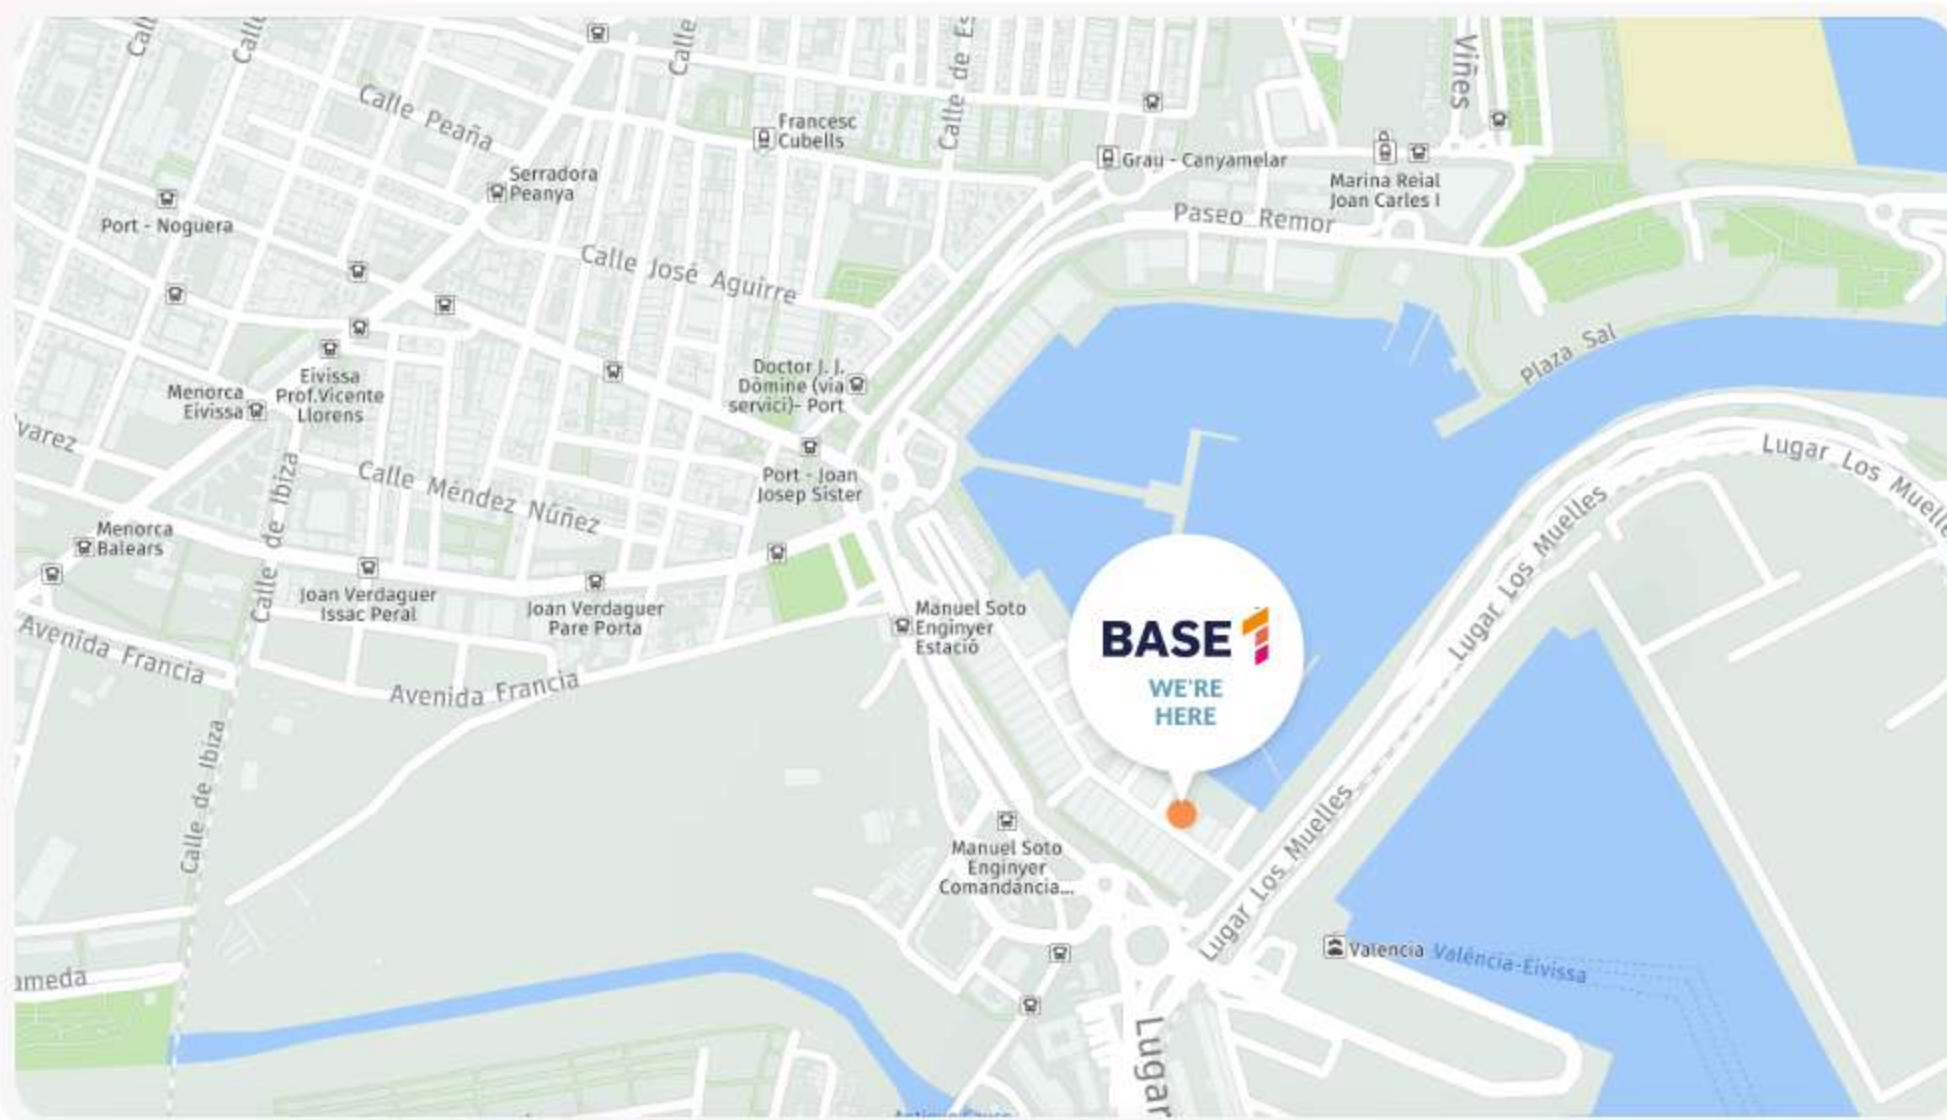 Calle Peaña
Francesc
Cubells
Viñes
Grau - Canyamelar
Marina Reial
Joan Carles I
Serradora
Peanya
Port - Noguera
Paseo Remor
Calle José Aguirre
Plaza Sal
Doctor J. J.
Dòmine (via
servici)- Port
Eivissa
Prof.Vicente
Llorens
Menorca
Eivissa
Lugar Los Muelles
Calle de Ibiza
Calle Méndez Núñez
Port - Joan
Josep Sister
Menorca
Balears
Joan Verdaguer
Issac Peral
Joan Verdaguer
Pare Porta
Manuel Soto
Enginyer
Estació
Lugar Los Muelles
BASE 1
WE'RE
HERE
Avenida Francia
Avenida Francia
Calle de Ibiza
Manuel Soto
Enginyer
Comandància...
Lugar Los Muelles
Valencia
València-Eivissa
Lugar